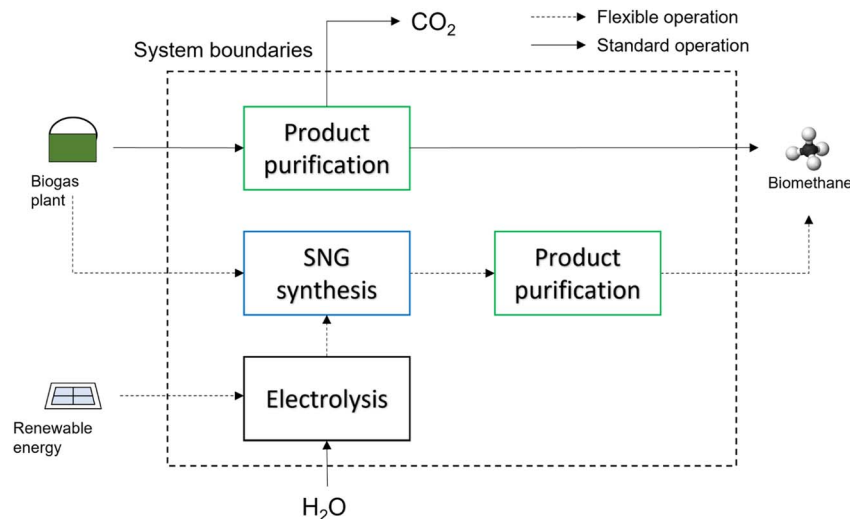 CO₂
Flexible operation
Standard operation
System boundaries
Product
purification
Biogas
plant
Biomethane
SNG
synthesis
Product
purification
Electrolysis
Renewable
energy
H₂O